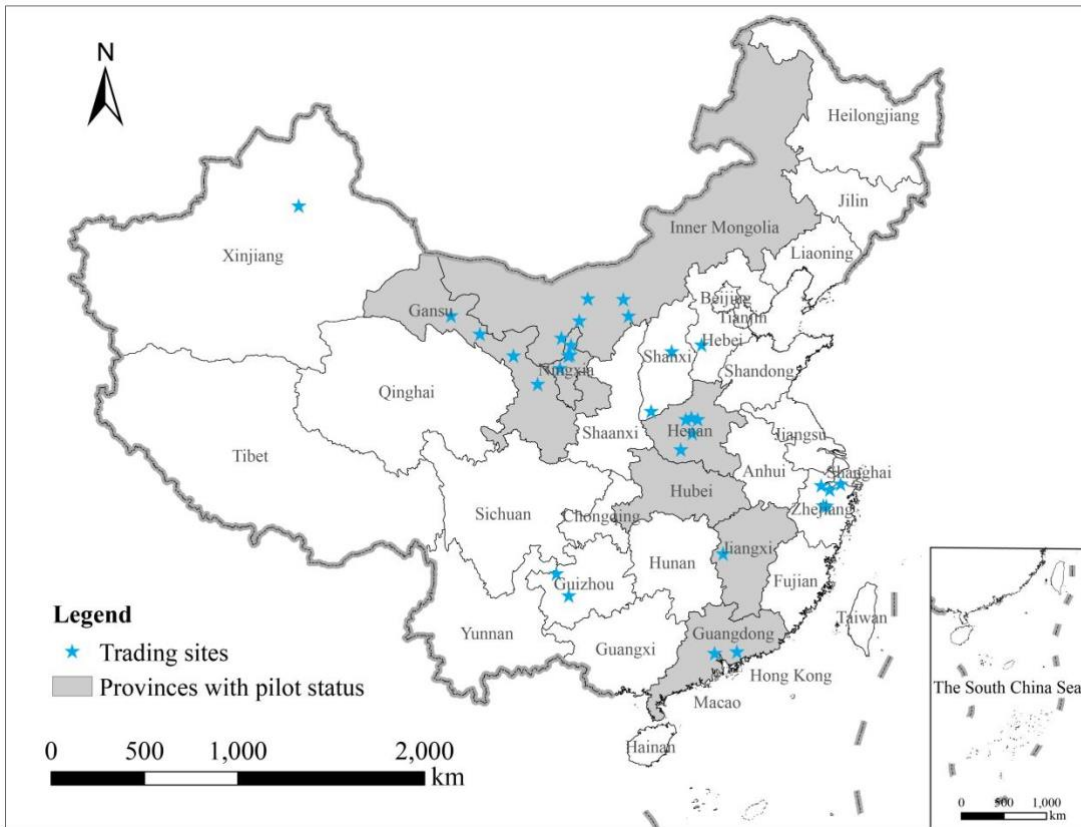 N
Heilongjiang
Jilin
Inner Mongolia
Liaoning
Xinjiang
Beijing
Tianjin
Gansu
Hebei
Shanxi
Shandong
Ningxia
Qinghai
Henan
Jiangsu
Shaanxi
Tibet
Anhui
Shanghai
Hubei
Zhejiang
Sichuan
Chongqing
Jiangxi
Hunan
Guizhou
Fujian
Legend
Taiwan
Yunnan
Guangdong
Guangxi
Trading sites
Hong Kong
Provinces with pilot status
Macao
The South China Sea
Hainan
0 500 1,000 2,000
km
0 500 1,000
km